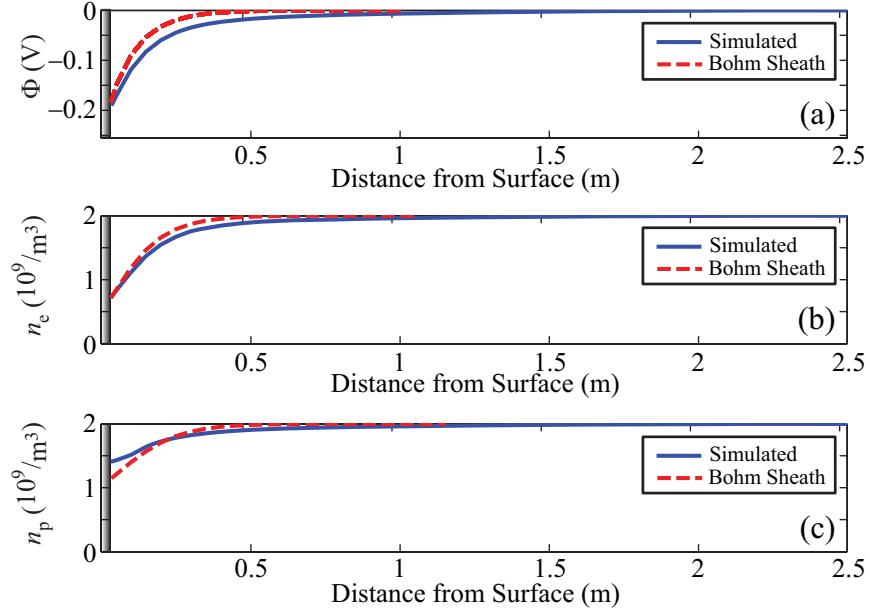 0
−0.1
−0.2
Φ (V)
Simulated
Bohm Sheath
(a)
0.5 1 1.5 2 2.5
Distance from Surface (m)
2
1
0
n_e (10^9/m^3)
Simulated
Bohm Sheath
(b)
0.5 1 1.5 2 2.5
Distance from Surface (m)
2
1
0
n_p (10^9/m^3)
Simulated
Bohm Sheath
(c)
0.5 1 1.5 2 2.5
Distance from Surface (m)